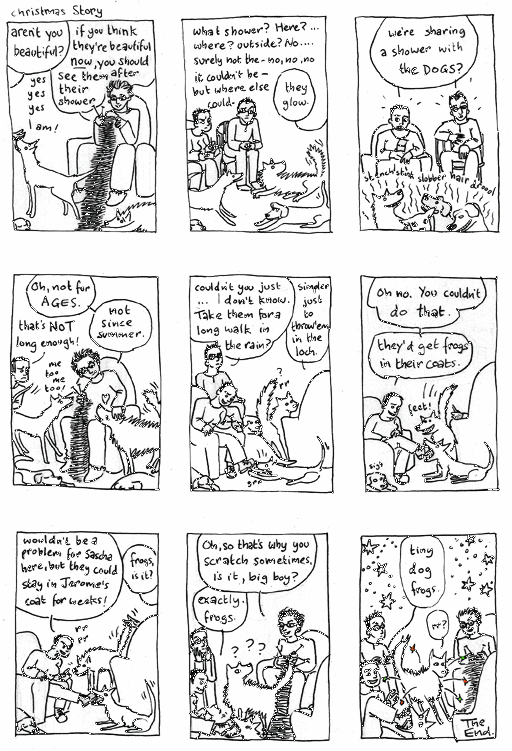 christmas Story
aren't you
beautiful?
if you think
they're beautiful
now, you should
see them after
their
shower
yes
yes
yes
I am!
what shower? Here?...
where? outside? No....
surely not the - no, no, no
it couldn't be -
but where else
could-
they
glow.
we're sharing
a shower with
the DOGS?
stench stink slobber hair drool
Oh, not for
AGES.
not
since
summer.
that's NOT
long enough!
me
too
me
too!
couldn't you just
... I don't know.
Take them for a
long walk in
the rain?
simpler
just
to
throw 'em
in the
loch.
?
rr
grr
Oh no. You couldn't
do that.
they'd get frogs
in their coats.
feet!
sigh
wouldn't be a
problem for Sascha
here, but they could
stay in Jerome's
coat for weeks!
frogs,
is it?
rr
rr
Oh, so that's why you
scratch sometimes,
is it, big boy?
exactly.
frogs.
? ? ?
tiny
dog
frogs.
rr?
The
End.